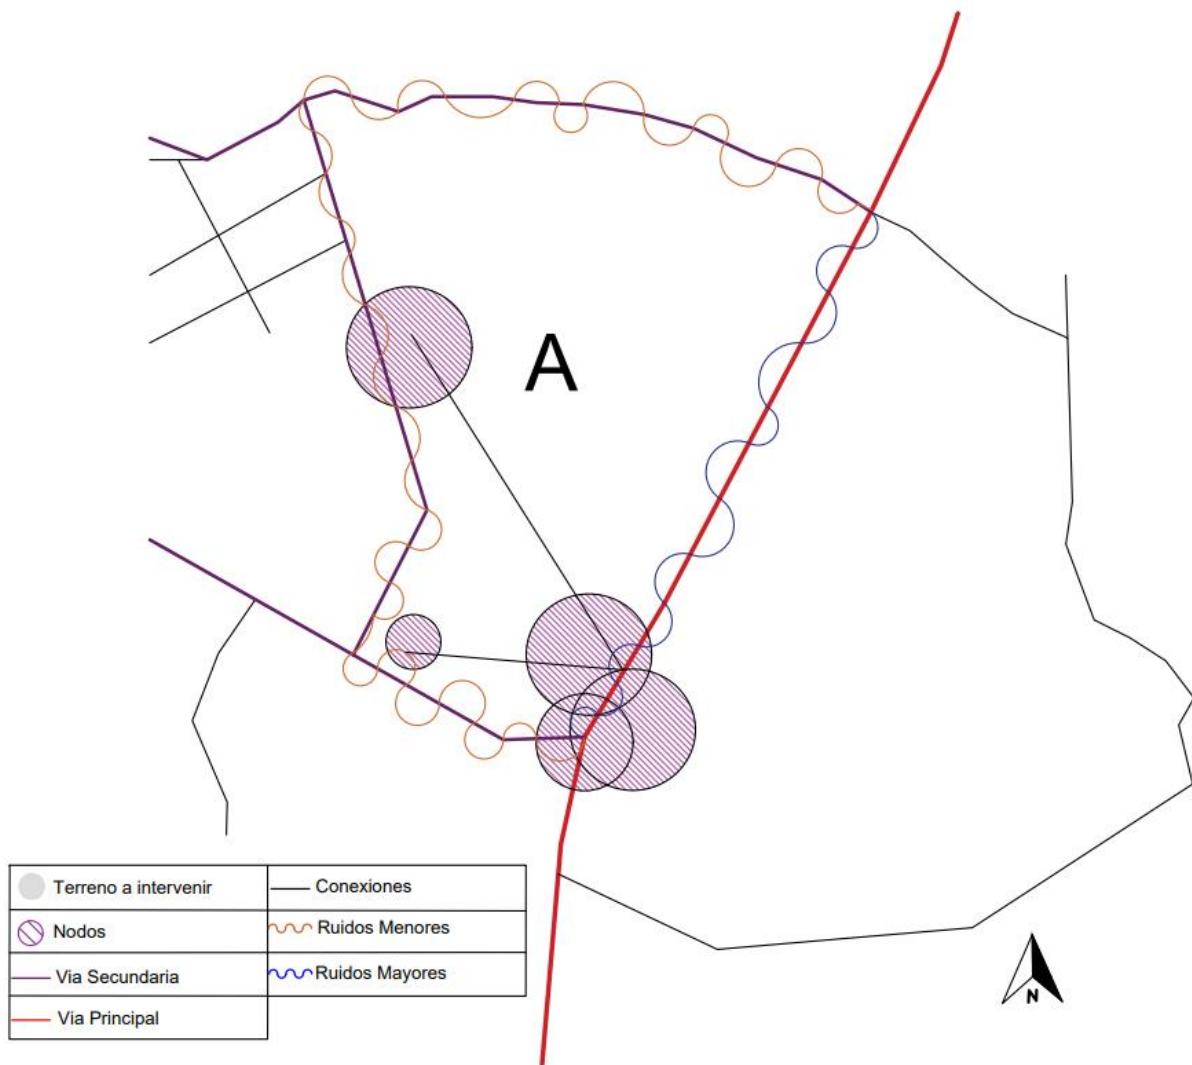 A
Terreno a intervenir
Conexiones
Nodos
Ruidos Menores
Via Secundaria
Ruidos Mayores
Via Principal
N